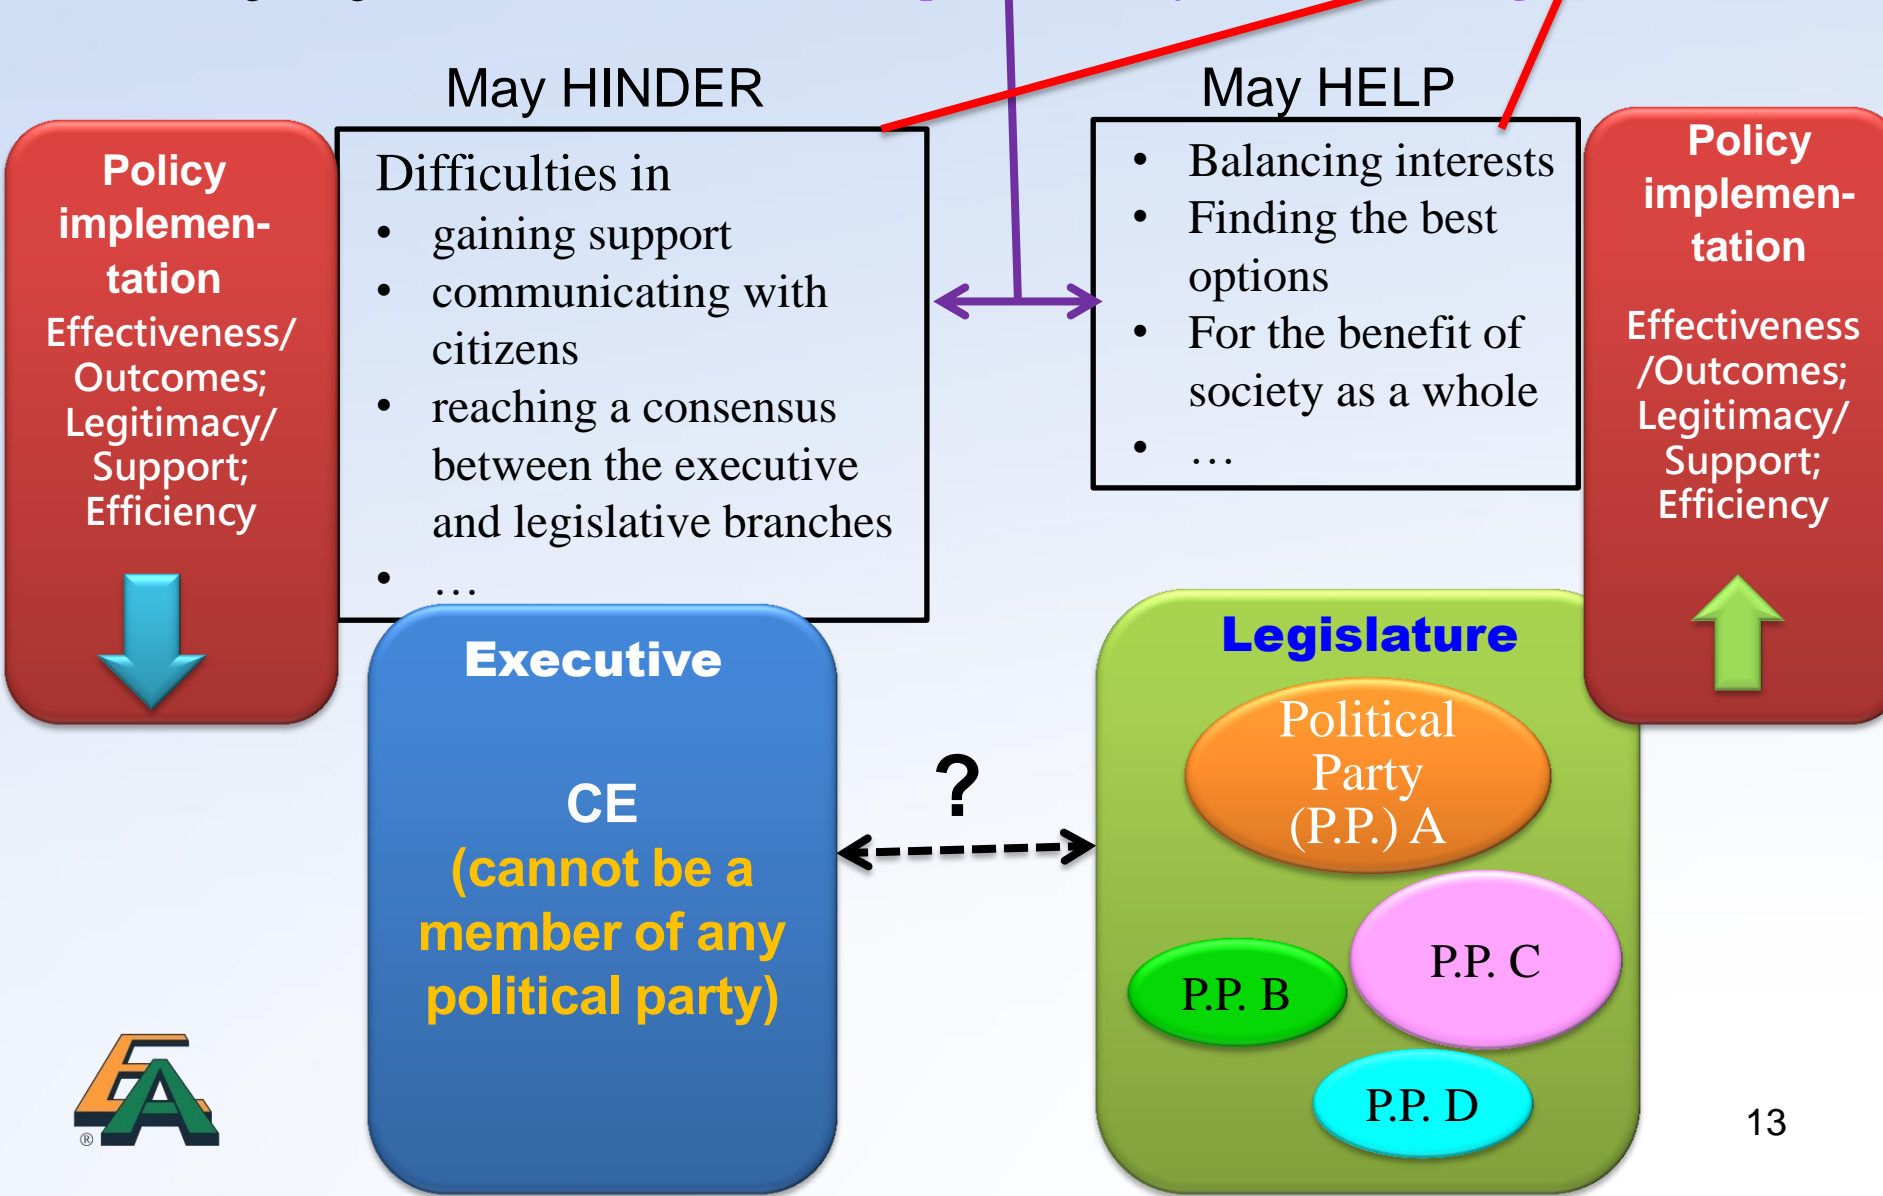 May HINDER
May HELP
Policy
implemen-
tation
Effectiveness/
Outcomes;
Legitimacy/
Support;
Efficiency
Difficulties in
• gaining support
• communicating with
citizens
• reaching a consensus
between the executive
and legislative branches
• …
• Balancing interests
• Finding the best
options
• For the benefit of
society as a whole
• …
Policy
implemen-
tation
Effectiveness
/Outcomes;
Legitimacy/
Support;
Efficiency
Executive
CE
(cannot be a
member of any
political party)
?
Legislature
Political
Party
(P.P.) A
P.P. B
P.P. C
P.P. D
EA
®
13